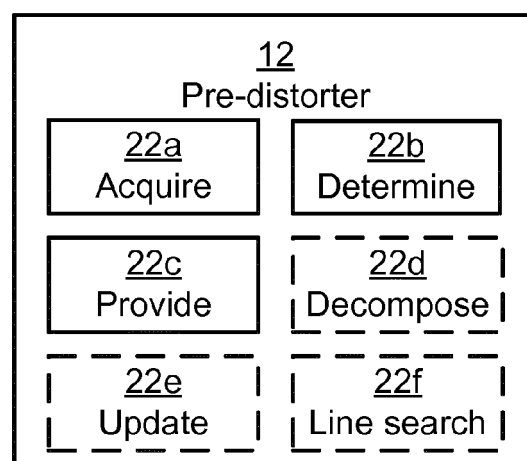 12
Pre-distorter
22a
Acquire
22b
Determine
22c
Provide
22d
Decompose
22e
Update
22f
Line search